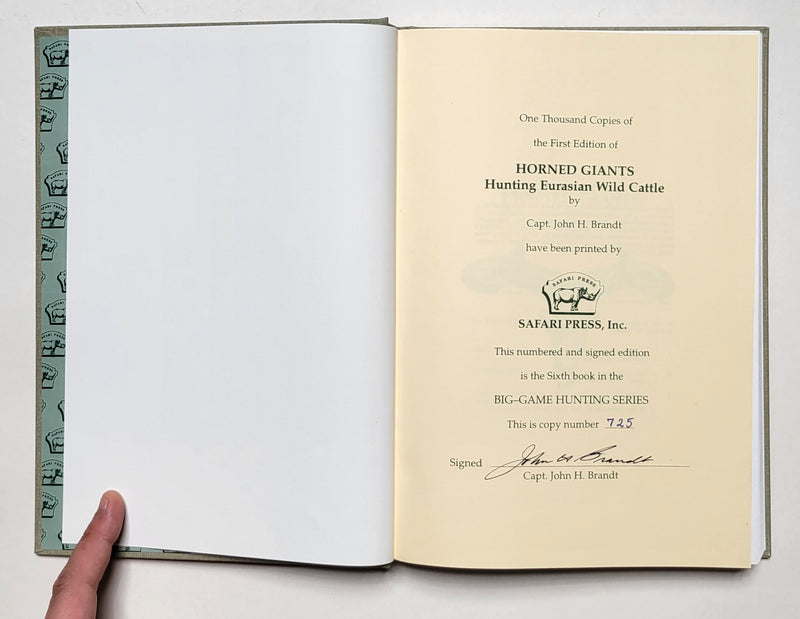 One Thousand Copies of
the First Edition of
HORNED GIANTS
Hunting Eurasian Wild Cattle
by
Capt. John H. Brandt
have been printed by
SAFARI PRESS
SAFARI PRESS, Inc.
This numbered and signed edition
is the Sixth book in the
BIG–GAME HUNTING SERIES
This is copy number 725
Signed John H Brandt
Capt. John H. Brandt